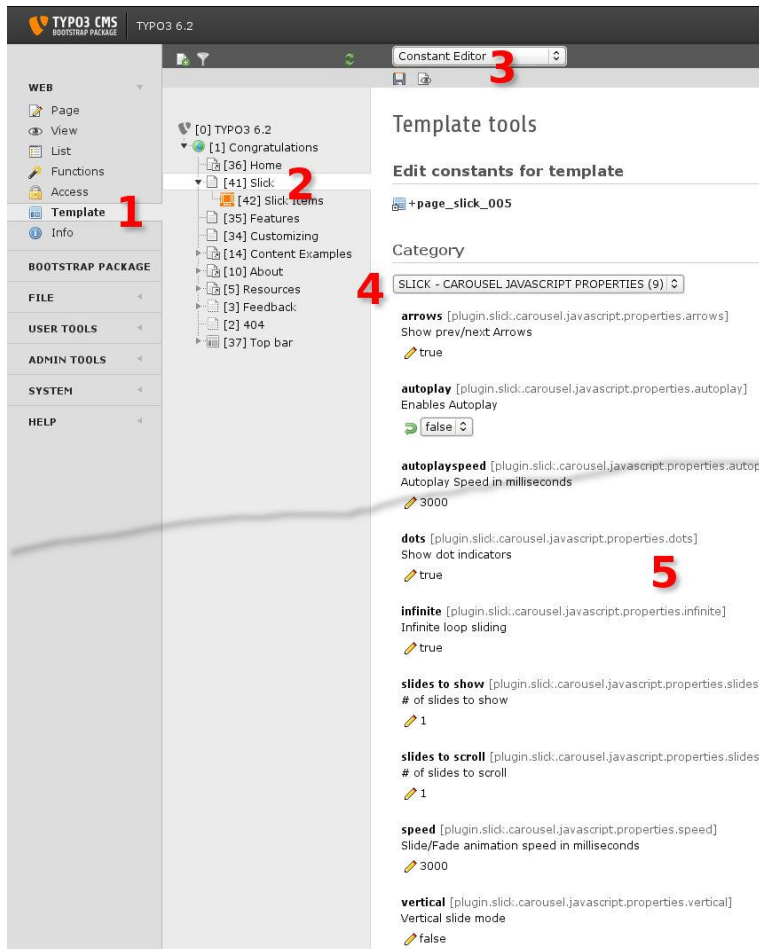 TYPO3 CMS
BOOTSTRAP PACKAGE
TYPO3 6.2
Constant Editor
3
WEB
Page
View
List
Functions
Access
Template
1
Info
BOOTSTRAP PACKAGE
FILE
USER TOOLS
ADMIN TOOLS
SYSTEM
HELP
[0] TYPO3 6.2
[1] Congratulations
[36] Home
[41] Slick
2
[42] Slick Items
[35] Features
[34] Customizing
[14] Content Examples
[10] About
[5] Resources
[3] Feedback
[2] 404
[37] Top bar
Template tools
Edit constants for template
+page_slick_005
Category
4
SLICK - CAROUSEL JAVASCRIPT PROPERTIES (9)
arrows [plugin.slick.carousel.javascript.properties.arrows]
Show prev/next Arrows
true
autoplay [plugin.slick.carousel.javascript.properties.autoplay]
Enables Autoplay
false
autoplayspeed [plugin.slick.carousel.javascript.properties.autop
Autoplay Speed in milliseconds
3000
dots [plugin.slick.carousel.javascript.properties.dots]
Show dot indicators
true
5
infinite [plugin.slick.carousel.javascript.properties.infinite]
Infinite loop sliding
true
slides to show [plugin.slick.carousel.javascript.properties.slides
# of slides to show
1
slides to scroll [plugin.slick.carousel.javascript.properties.slides
# of slides to scroll
1
speed [plugin.slick.carousel.javascript.properties.speed]
Slide/Fade animation speed in milliseconds
3000
vertical [plugin.slick.carousel.javascript.properties.vertical]
Vertical slide mode
false